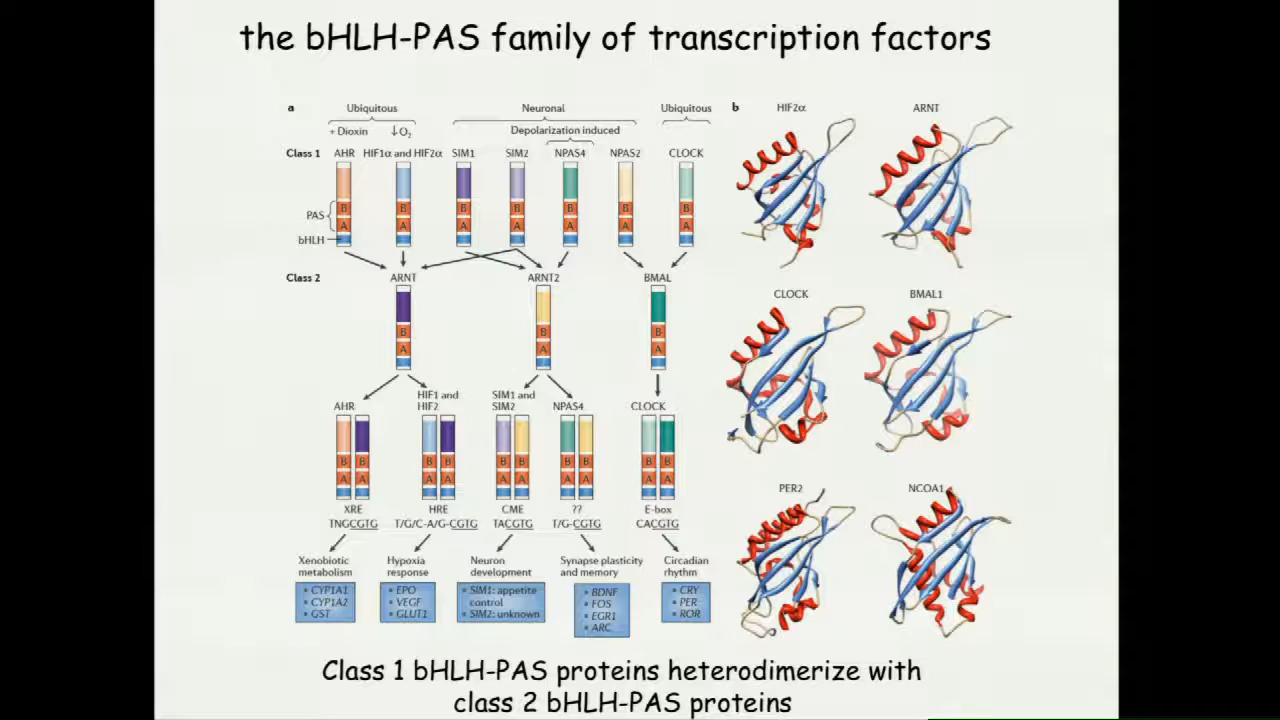 the bHLH-PAS family of transcription factors
a
Ubiquitous
Neuronal
Ubiquitous
+ Dioxin
↓O2
Depolarization induced
Class 1
AHR
HIF1α and HIF2α
SIM1
SIM2
NPAS4
NPAS2
CLOCK
PAS
B B B B B B B
A A A A A A A
bHLH
Class 2
ARNT
ARNT2
BMAL
B B B
A A A
AHR
HIF1 and
HIF2
SIM1 and
SIM2
NPAS4
CLOCK
B B B B B B B B B B
A A A A A A A A A A
XRE
HRE
CME
??
E-box
TNGCGTG
T/G/C-A/G-CGTG
TACGTG
T/G-CGTG
CACGTG
Xenobiotic
metabolism
• CYP1A1
• CYP1A2
• GST
Hypoxia
response
• EPO
• VEGF
• GLUT1
Neuron
development
• SIM1: appetite
control
• SIM2: unknown
Synapse plasticity
and memory
• BDNF
• FOS
• EGR1
• ARC
Circadian
rhythm
• CRY
• PER
• ROR
b
HIF2α
ARNT
CLOCK
BMAL1
PER2
NCOA1
Class 1 bHLH-PAS proteins heterodimerize with
class 2 bHLH-PAS proteins